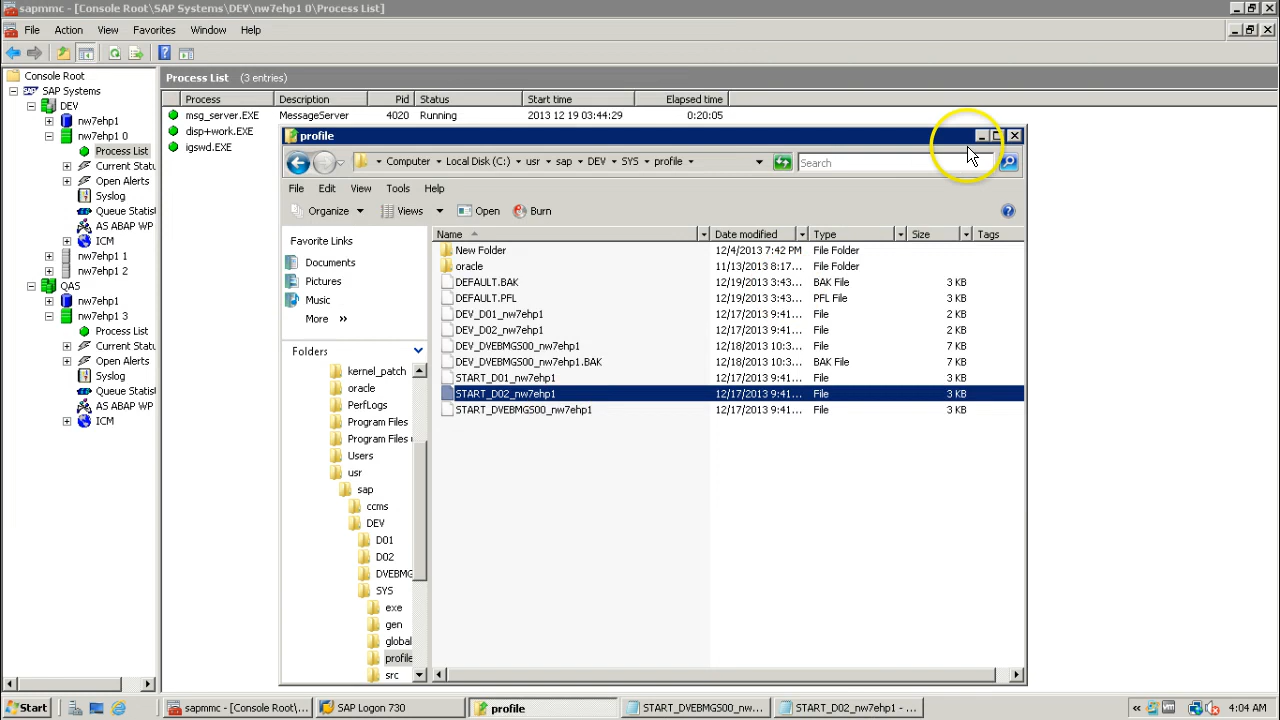 sapmmc - [Console Root\SAP Systems\DEV\nw7ehp1 0\Process List]
File Action View Favorites Window Help
Console Root
SAP Systems
DEV
nw7ehp1
nw7ehp1 0
Process List
Current Statu
Open Alerts
Syslog
Queue Statist
AS ABAP WP
ICM
nw7ehp1 1
nw7ehp1 2
QAS
nw7ehp1
nw7ehp1 3
Process List
Current Statu
Open Alerts
Syslog
Queue Statist
AS ABAP WP
ICM
Process List (3 entries)
Process Description Pid Status Start time Elapsed time
msg_server.EXE MessageServer 4020 Running 2013 12 19 03:44:29 0:20:05
disp+work.EXE
igswd.EXE
profile
Computer Local Disk (C:) usr sap DEV SYS profile Search
File Edit View Tools Help
Organize Views Open Burn
Favorite Links
Documents
Pictures
Music
More »
Folders
kernel_patch
oracle
PerfLogs
Program Files
Program Files (
Users
usr
sap
ccms
DEV
D01
D02
DVEBMG
SYS
exe
gen
global
profile
src
Name Date modified Type Size Tags
New Folder 12/4/2013 7:42 PM File Folder
oracle 11/13/2013 8:17... File Folder
DEFAULT.BAK 12/19/2013 3:43... BAK File 3 KB
DEFAULT.PFL 12/19/2013 3:43... PFL File 3 KB
DEV_D01_nw7ehp1 12/17/2013 9:41... File 2 KB
DEV_D02_nw7ehp1 12/17/2013 9:41... File 2 KB
DEV_DVEBMGS00_nw7ehp1 12/18/2013 10:3... File 7 KB
DEV_DVEBMGS00_nw7ehp1.BAK 12/18/2013 10:3... BAK File 7 KB
START_D01_nw7ehp1 12/17/2013 9:41... File 3 KB
START_D02_nw7ehp1 12/17/2013 9:41... File 3 KB
START_DVEBMGS00_nw7ehp1 12/17/2013 9:41... File 3 KB
Start sapmmc - [Console Root\... SAP Logon 730 profile START_DVEBMGS00_nw... START_D02_nw7ehp1 - ... « 4:04 AM